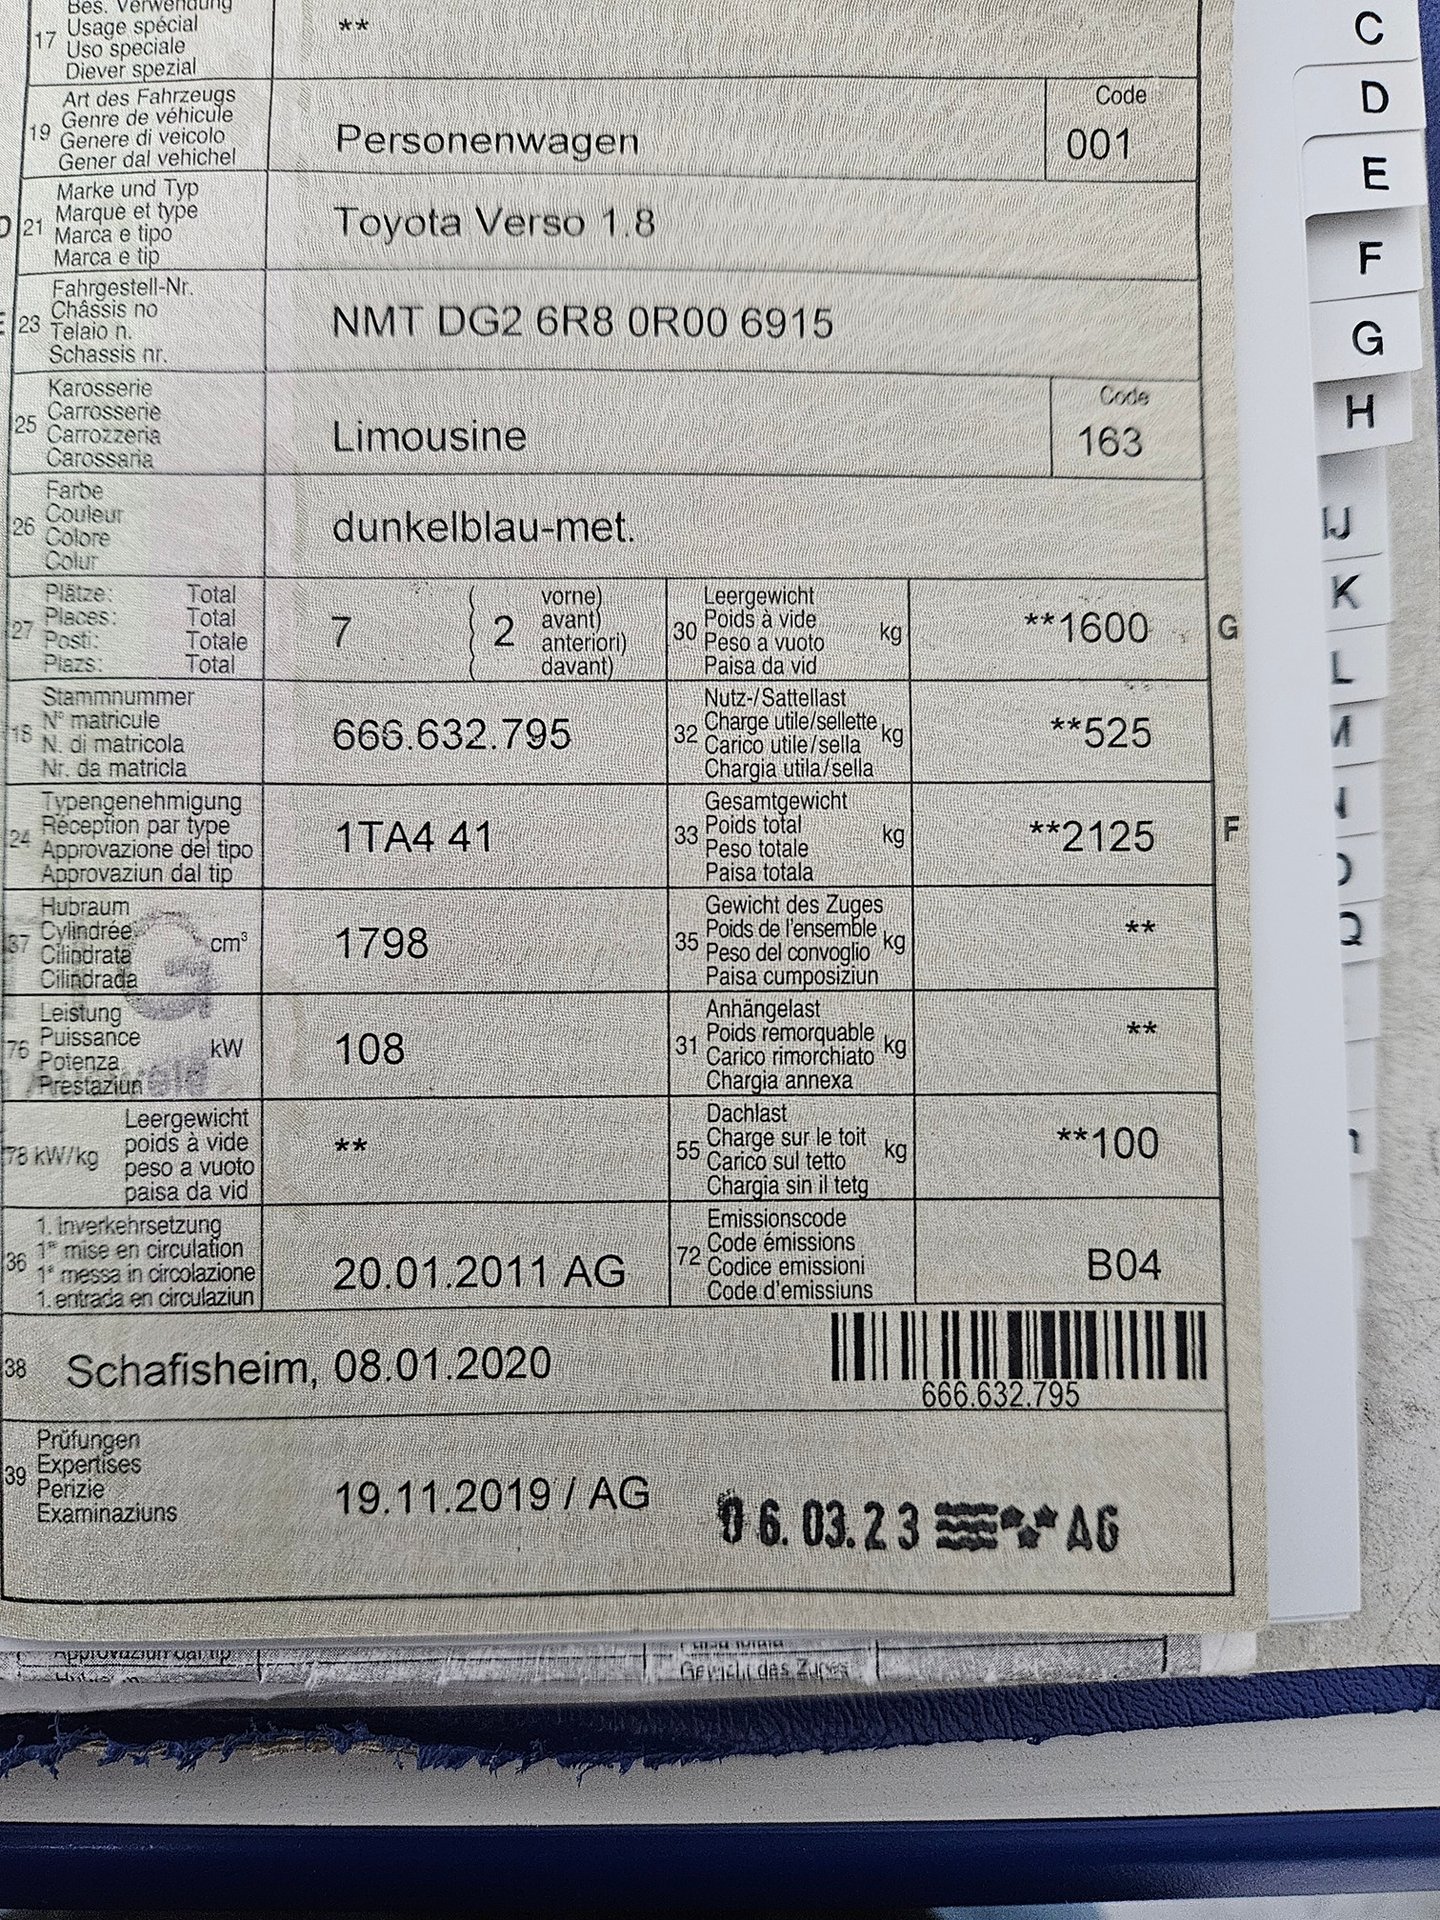 Bes. Verwendung
17 Usage spécial
Uso speciale
Diever spezial
**
Art des Fahrzeugs
19 Genre de véhicule
Genere di veicolo
Gener dal vehichel
Personenwagen
Code
001
D 21 Marke und Typ
Marque et type
Marca e tipo
Marca e tip
Toyota Verso 1.8
E 23 Fahrgestell-Nr.
Châssis no
Telaio n.
Schassis nr.
NMT DG2 6R8 0R00 6915
25 Karosserie
Carrosserie
Carrozzeria
Carossaria
Limousine
Code
163
26 Farbe
Couleur
Colore
Colur
dunkelblau-met.
27 Plätze: Total
Places: Total
Posti: Totale
Plazs: Total
7 ( 2 vorne)
( avant)
( anteriori)
( davant)
30 Leergewicht
Poids à vide
Peso a vuoto
Paisa da vid
kg
**1600
G
18 Stammnummer
N° matricule
N. di matricola
Nr. da matricla
666.632.795
32 Nutz-/Sattellast
Charge utile/sellette
Carico utile/sella
Chargia utila/sella
kg
**525
24 Typengenehmigung
Réception par type
Approvazione del tipo
Approvaziun dal tip
1TA4 41
33 Gesamtgewicht
Poids total
Peso totale
Paisa totala
kg
**2125
F
37 Hubraum
Cylindrée
Cilindrata
Cilindrada
cm³
1798
35 Gewicht des Zuges
Poids de l'ensemble
Peso del convoglio
Paisa cumposiziun
kg
**
76 Leistung
Puissance
Potenza
Prestaziun
kW
108
31 Anhängelast
Poids remorquable
Carico rimorchiato
Chargia annexa
kg
**
78 kW/kg Leergewicht
poids à vide
peso a vuoto
paisa da vid
**
55 Dachlast
Charge sur le toit
Carico sul tetto
Chargia sin il tetg
kg
**100
36 1. Inverkehrsetzung
1re mise en circulation
1a messa in circolazione
1. entrada en circulaziun
20.01.2011 AG
72 Emissionscode
Code émissions
Codice emissioni
Code d'emissiuns
B04
38 Schafisheim, 08.01.2020
666.632.795
39 Prüfungen
Expertises
Perizie
Examinaziuns
19.11.2019 / AG
06.03.23 AG
Approvaziun dal tip
Gewicht des Zuges
C
D
E
F
G
H
IJ
K
L
M
N
O
Q